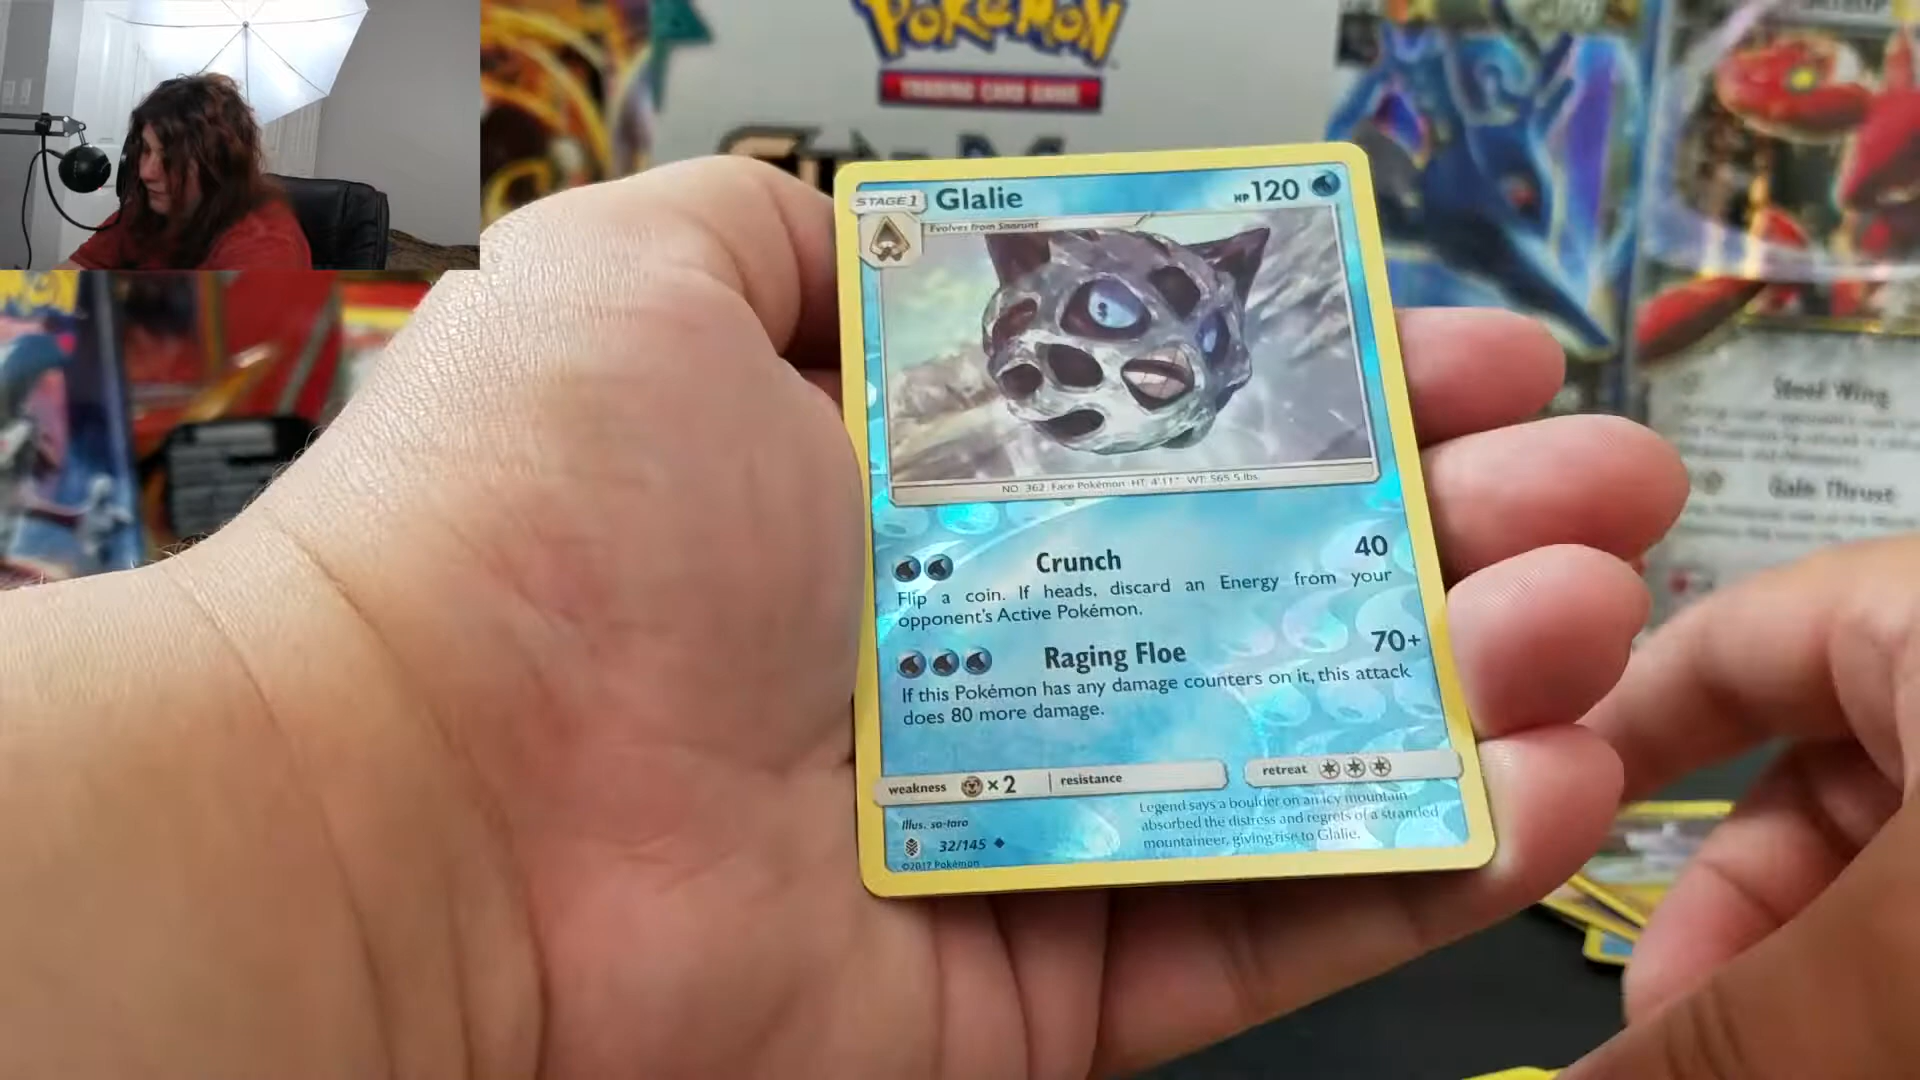 POKéMON
TRADING CARD GAME
STAGE 1
Glalie
HP 120
Evolves from Snorunt
NO. 362 Face Pokémon HT: 4'11" WT: 565.5 lbs.
Crunch 40
Flip a coin. If heads, discard an Energy from your
opponent's Active Pokémon.
Raging Floe 70+
If this Pokémon has any damage counters on it, this attack
does 80 more damage.
weakness × 2 resistance retreat
Legend says a boulder on an icy mountain
absorbed the distress and regrets of a stranded
mountaineer, giving rise to Glalie.
Illus. sa-taro
32/145
©2017 Pokémon
Steel Wing
Gale Thrust